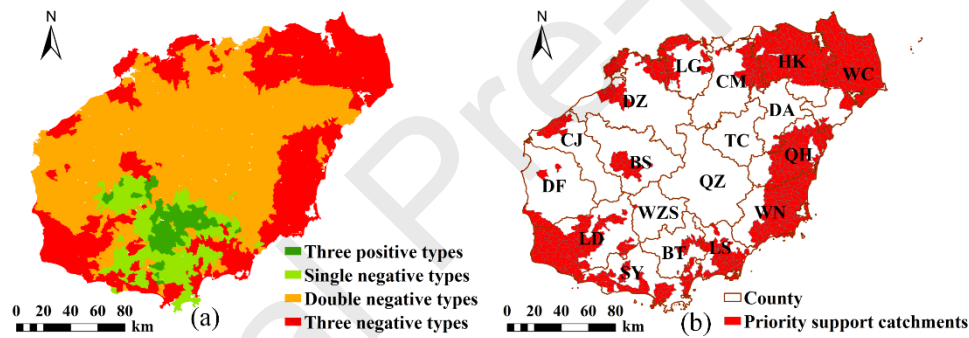 N
Three positive types
Single negative types
Double negative types
Three negative types
0 20 40 60 80
km
(a)
N
LG
HK
CM
WC
DZ
DA
CJ
TC
BS
QH
DF
QZ
WZS
WN
LD
BT
LS
SY
County
Priority support catchments
0 20 40 60 80
km
(b)